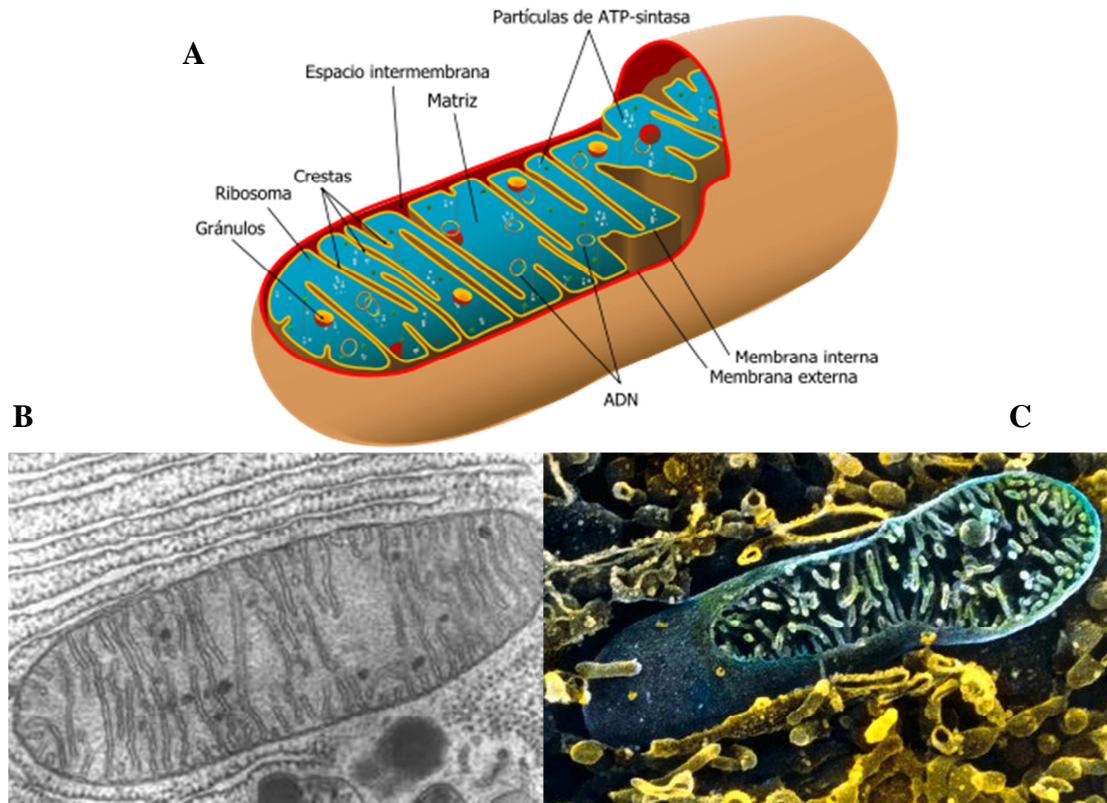 A
Partículas de ATP-sintasa
Espacio intermembrana
Matriz
Crestas
Ribosoma
Gránulos
Membrana interna
Membrana externa
ADN
B
C